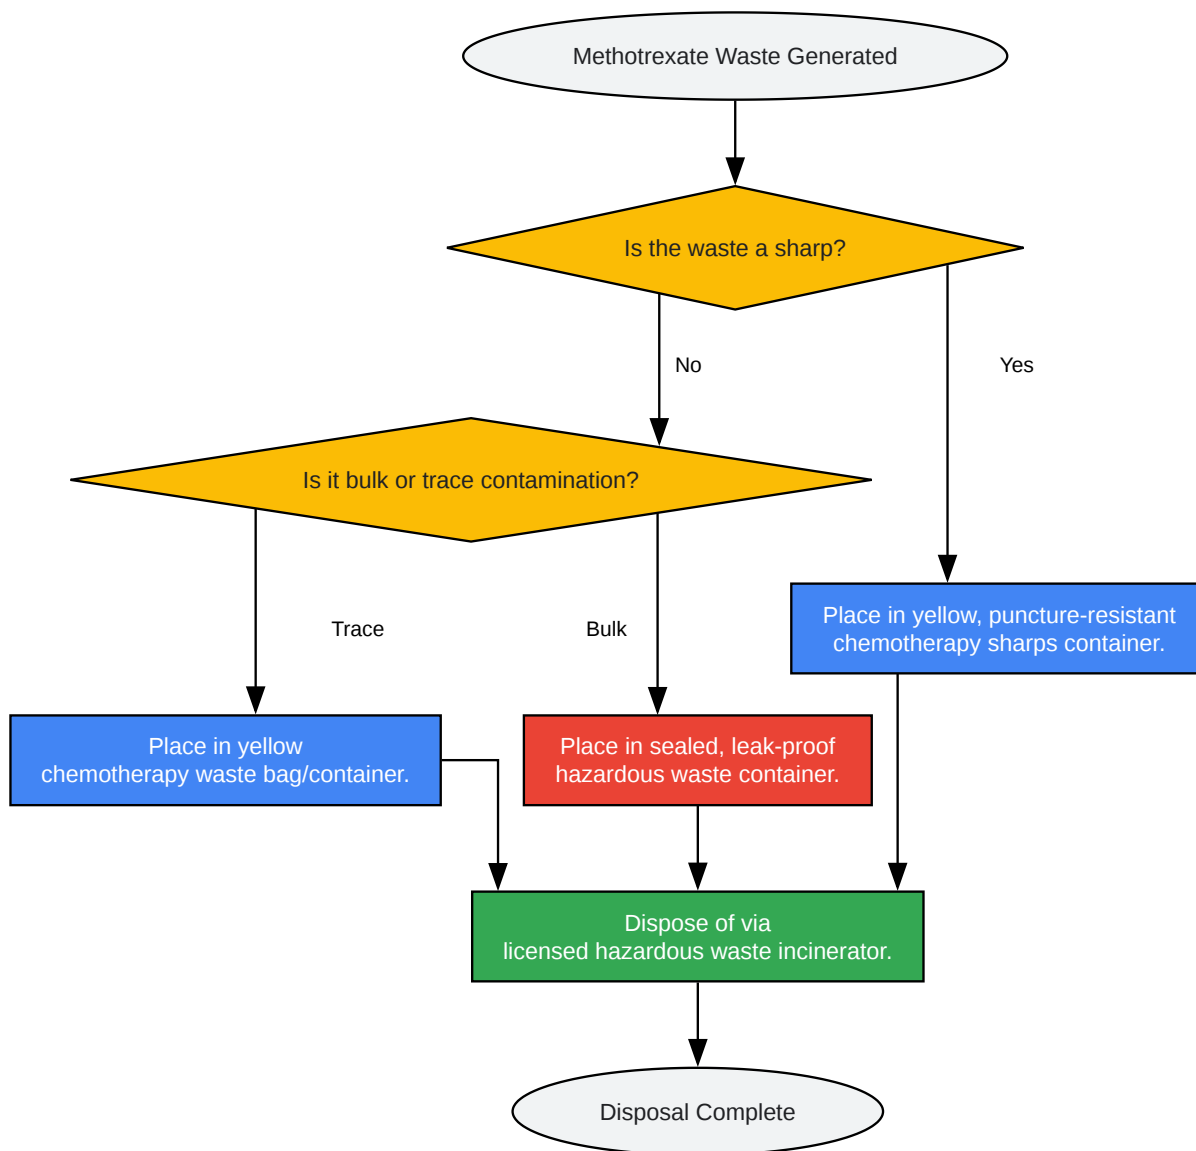 Methotrexate Waste Generated
Is the waste a sharp?
No
Yes
Is it bulk or trace contamination?
Trace
Bulk
Place in yellow, puncture-resistant
chemotherapy sharps container.
Place in yellow
chemotherapy waste bag/container.
Place in sealed, leak-proof
hazardous waste container.
Dispose of via
licensed hazardous waste incinerator.
Disposal Complete